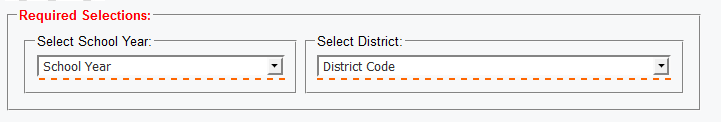 Required Selections:
Select School Year: Select District:
School Year District Code